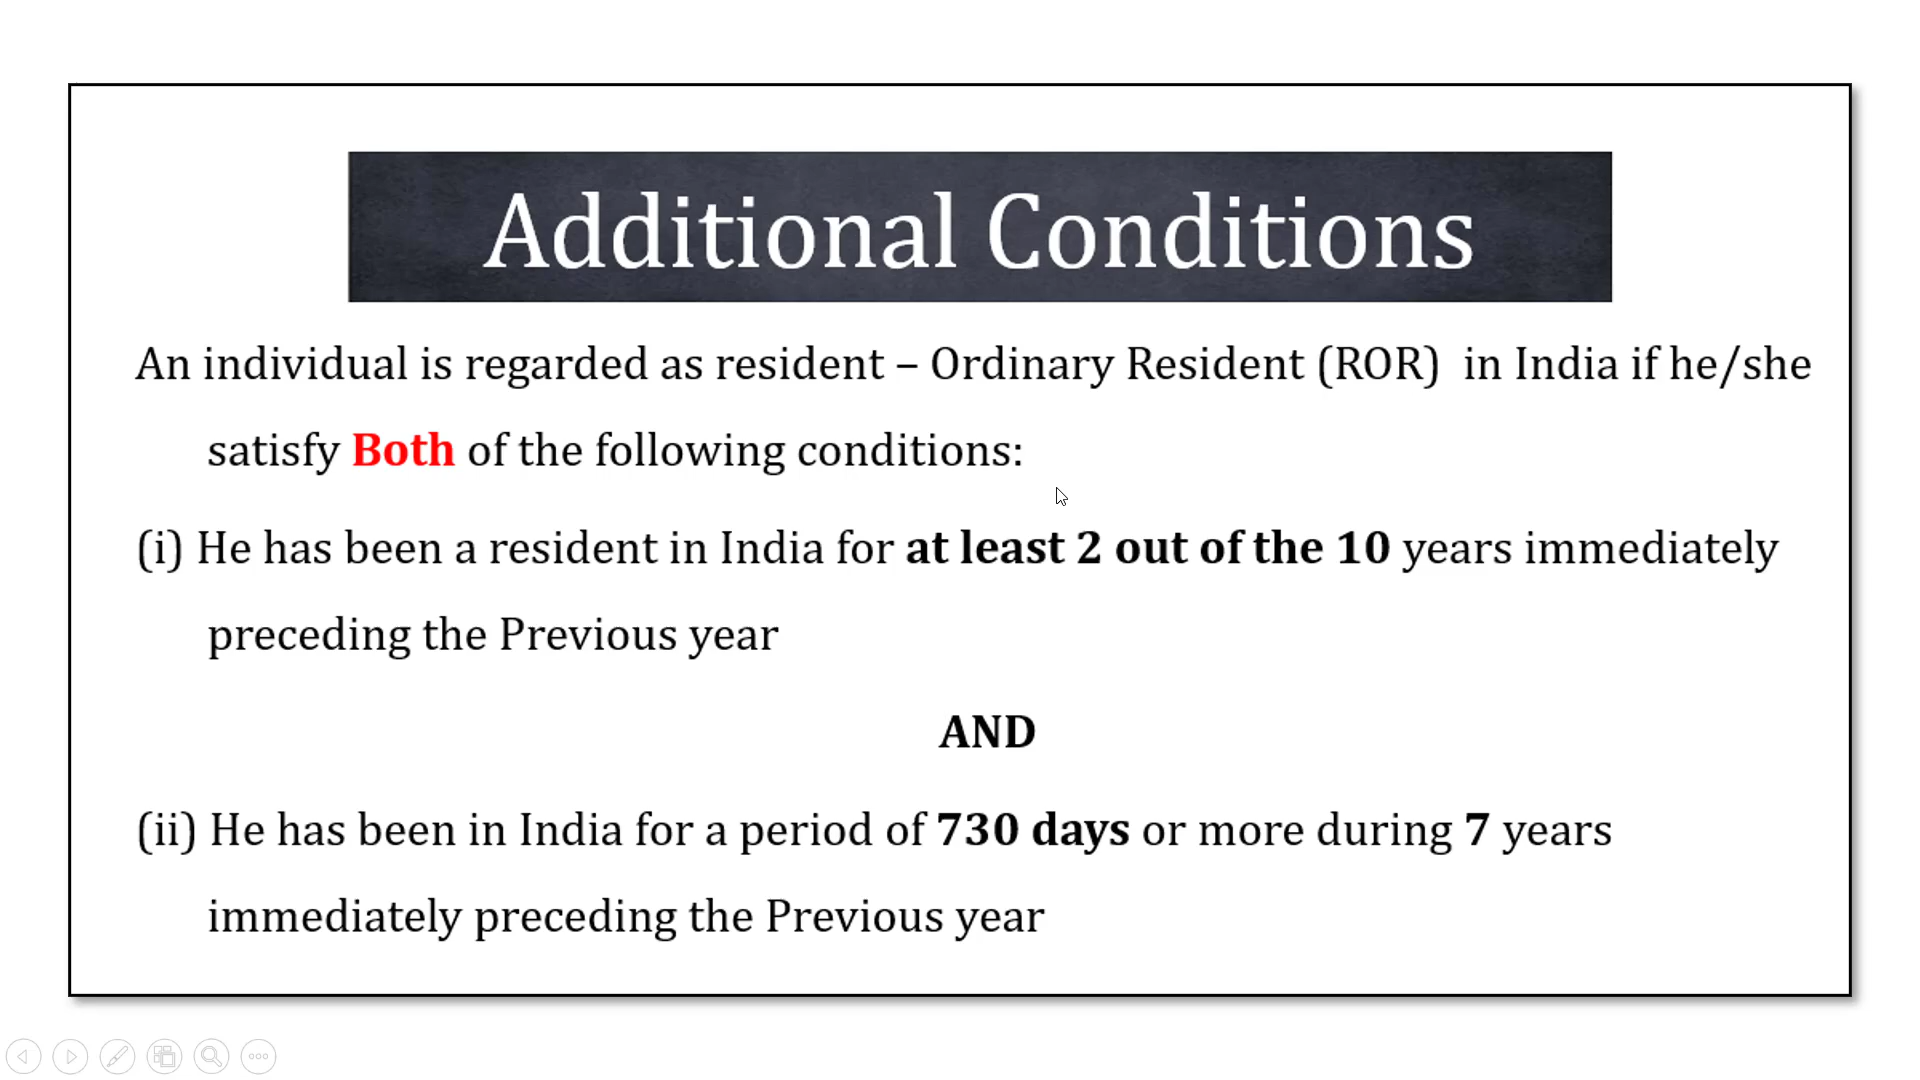 Additional Conditions
An individual is regarded as resident – Ordinary Resident (ROR)  in India if he/she
satisfy Both of the following conditions:
(i) He has been a resident in India for at least 2 out of the 10 years immediately
preceding the Previous year
AND
(ii) He has been in India for a period of 730 days or more during 7 years
immediately preceding the Previous year